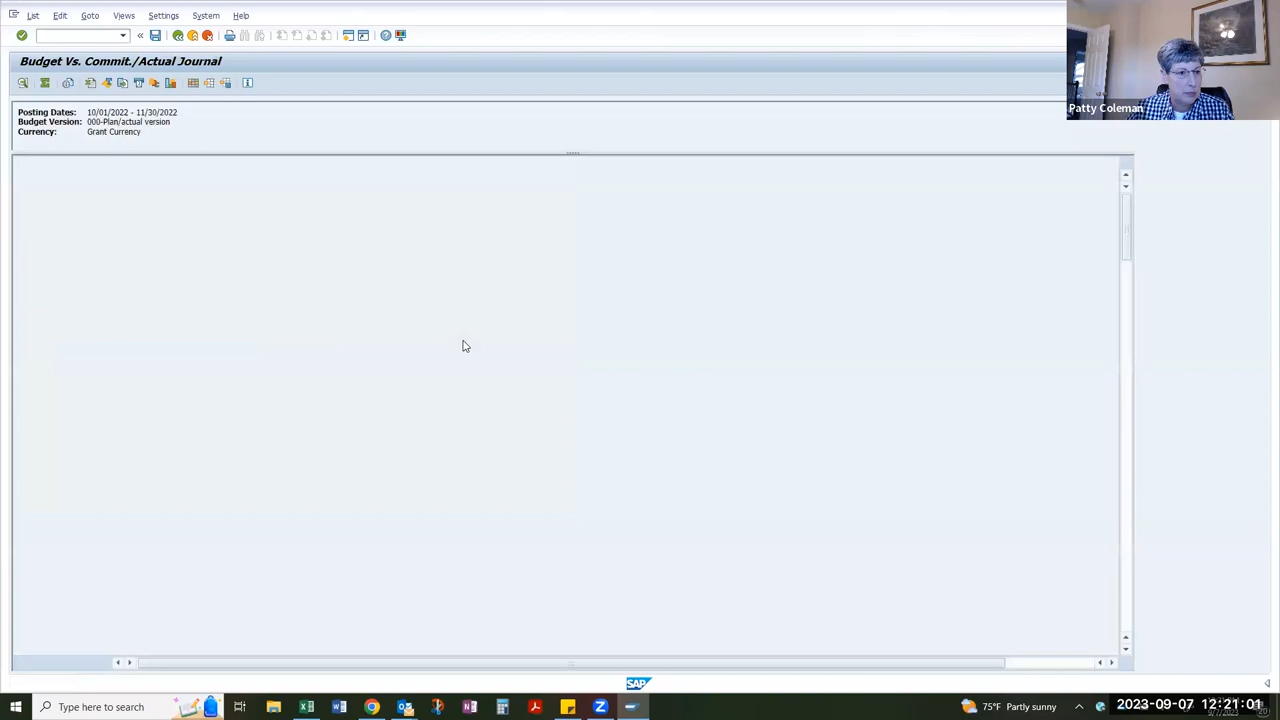 List Edit Goto Views Settings System Help
Budget Vs. Commit./Actual Journal
Posting Dates: 10/01/2022 - 11/30/2022
Budget Version: 000-Plan/actual version
Currency: Grant Currency
Patty Coleman
SAP
Type here to search
75°F Partly sunny
2023-09-07 12:21:01